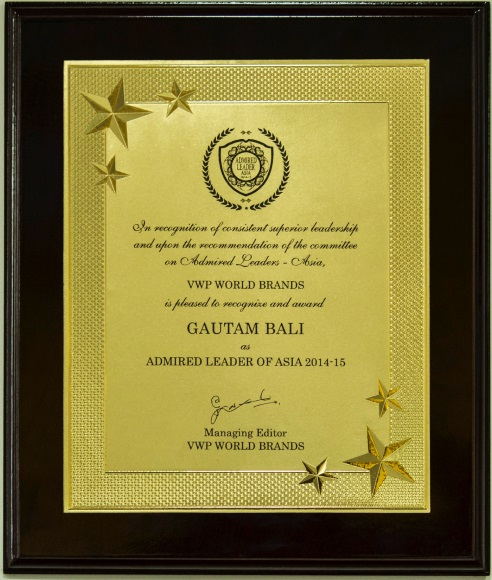 ADMIRED
LEADER
ASIA
In recognition of consistent superior leadership
and upon the recommendation of the committee
on Admired Leaders - Asia,
VWP WORLD BRANDS
is pleased to recognize and award
GAUTAM BALI
as
ADMIRED LEADER OF ASIA 2014-15
Managing Editor
VWP WORLD BRANDS